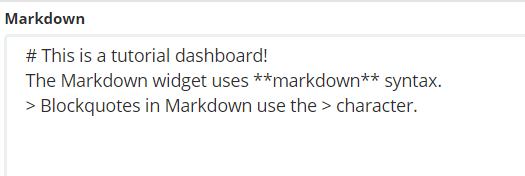 Markdown
# This is a tutorial dashboard!
The Markdown widget uses **markdown** syntax.
> Blockquotes in Markdown use the > character.